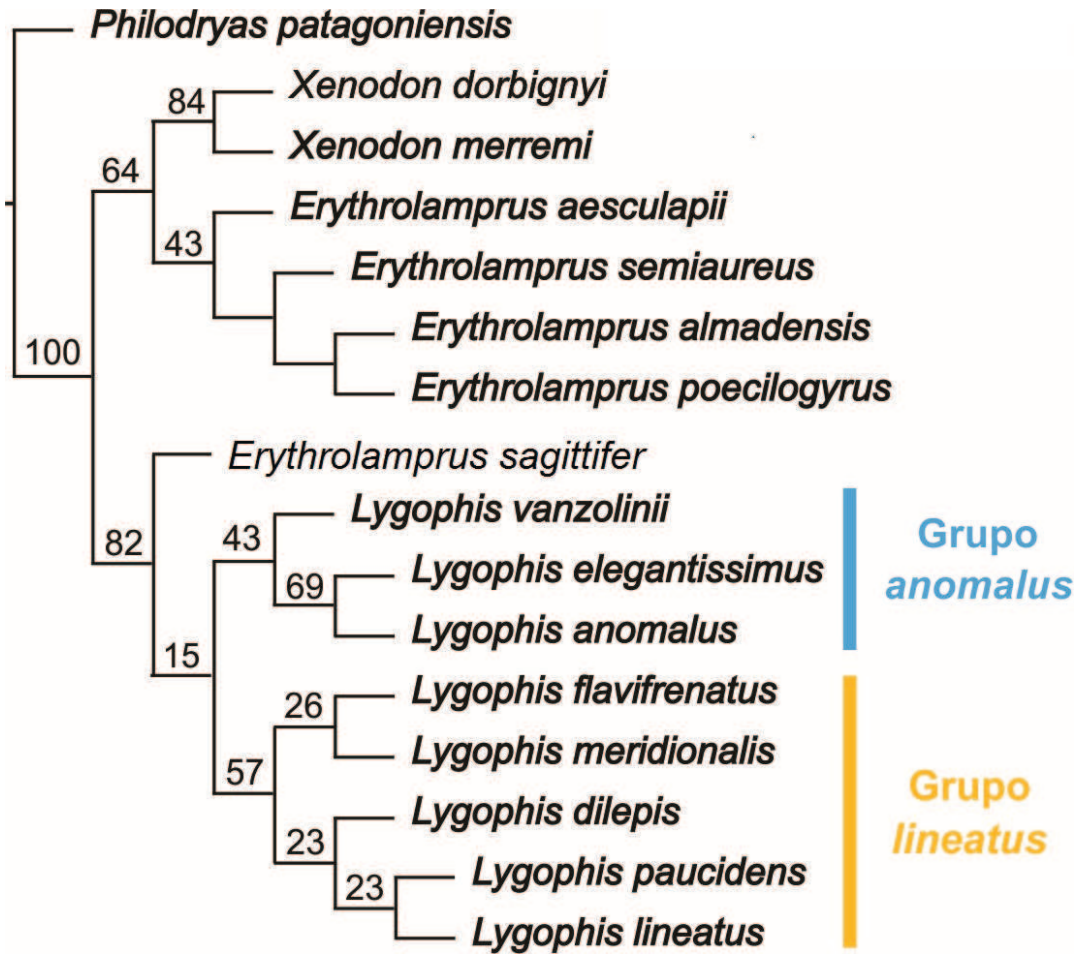 Philodryas patagoniensis
84 Xenodon dorbignyi
Xenodon merremi
64
Erythrolamprus aesculapii
43
Erythrolamprus semiaureus
Erythrolamprus almadensis
100
Erythrolamprus poecilogyrus
Erythrolamprus sagittifer
Lygophis vanzolinii
82
43
Lygophis elegantissimus
69
Lygophis anomalus
Grupo
anomalus
15
Lygophis flavifrenatus
26
Lygophis meridionalis
57
Lygophis dilepis
23
Lygophis paucidens
23
Lygophis lineatus
Grupo
lineatus